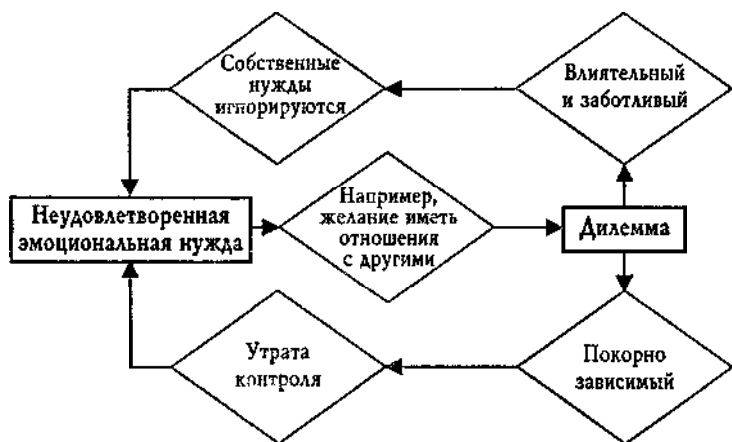 Собственные
нужды
игнорируются
Влиятельный
и заботливый
Неудовлетворенная
эмоциональная нужда
Например,
желание иметь
отношения
с другими
Дилемма
Утрата
контроля
Покорно
зависимый